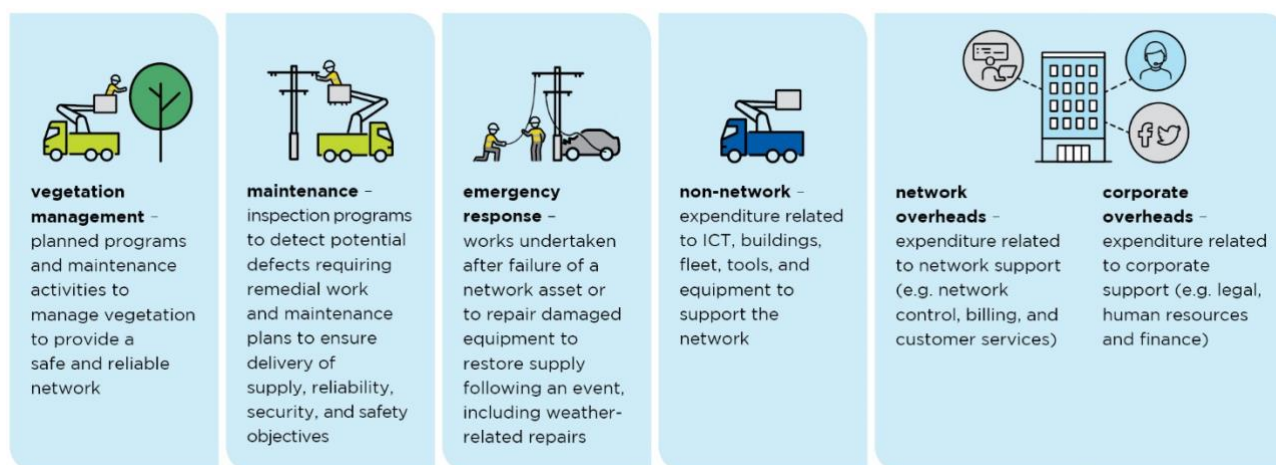 vegetation
management –
planned programs
and maintenance
activities to
manage vegetation
to provide a
safe and reliable
network
maintenance –
inspection programs
to detect potential
defects requiring
remedial work
and maintenance
plans to ensure
delivery of
supply, reliability,
security, and safety
objectives
emergency
response –
works undertaken
after failure of a
network asset or
to repair damaged
equipment to
restore supply
following an event,
including weather-
related repairs
non-network –
expenditure related
to ICT, buildings,
fleet, tools, and
equipment to
support the
network
network
overheads –
expenditure related
to network support
(e.g. network
control, billing, and
customer services)
corporate
overheads –
expenditure related
to corporate
support (e.g. legal,
human resources
and finance)